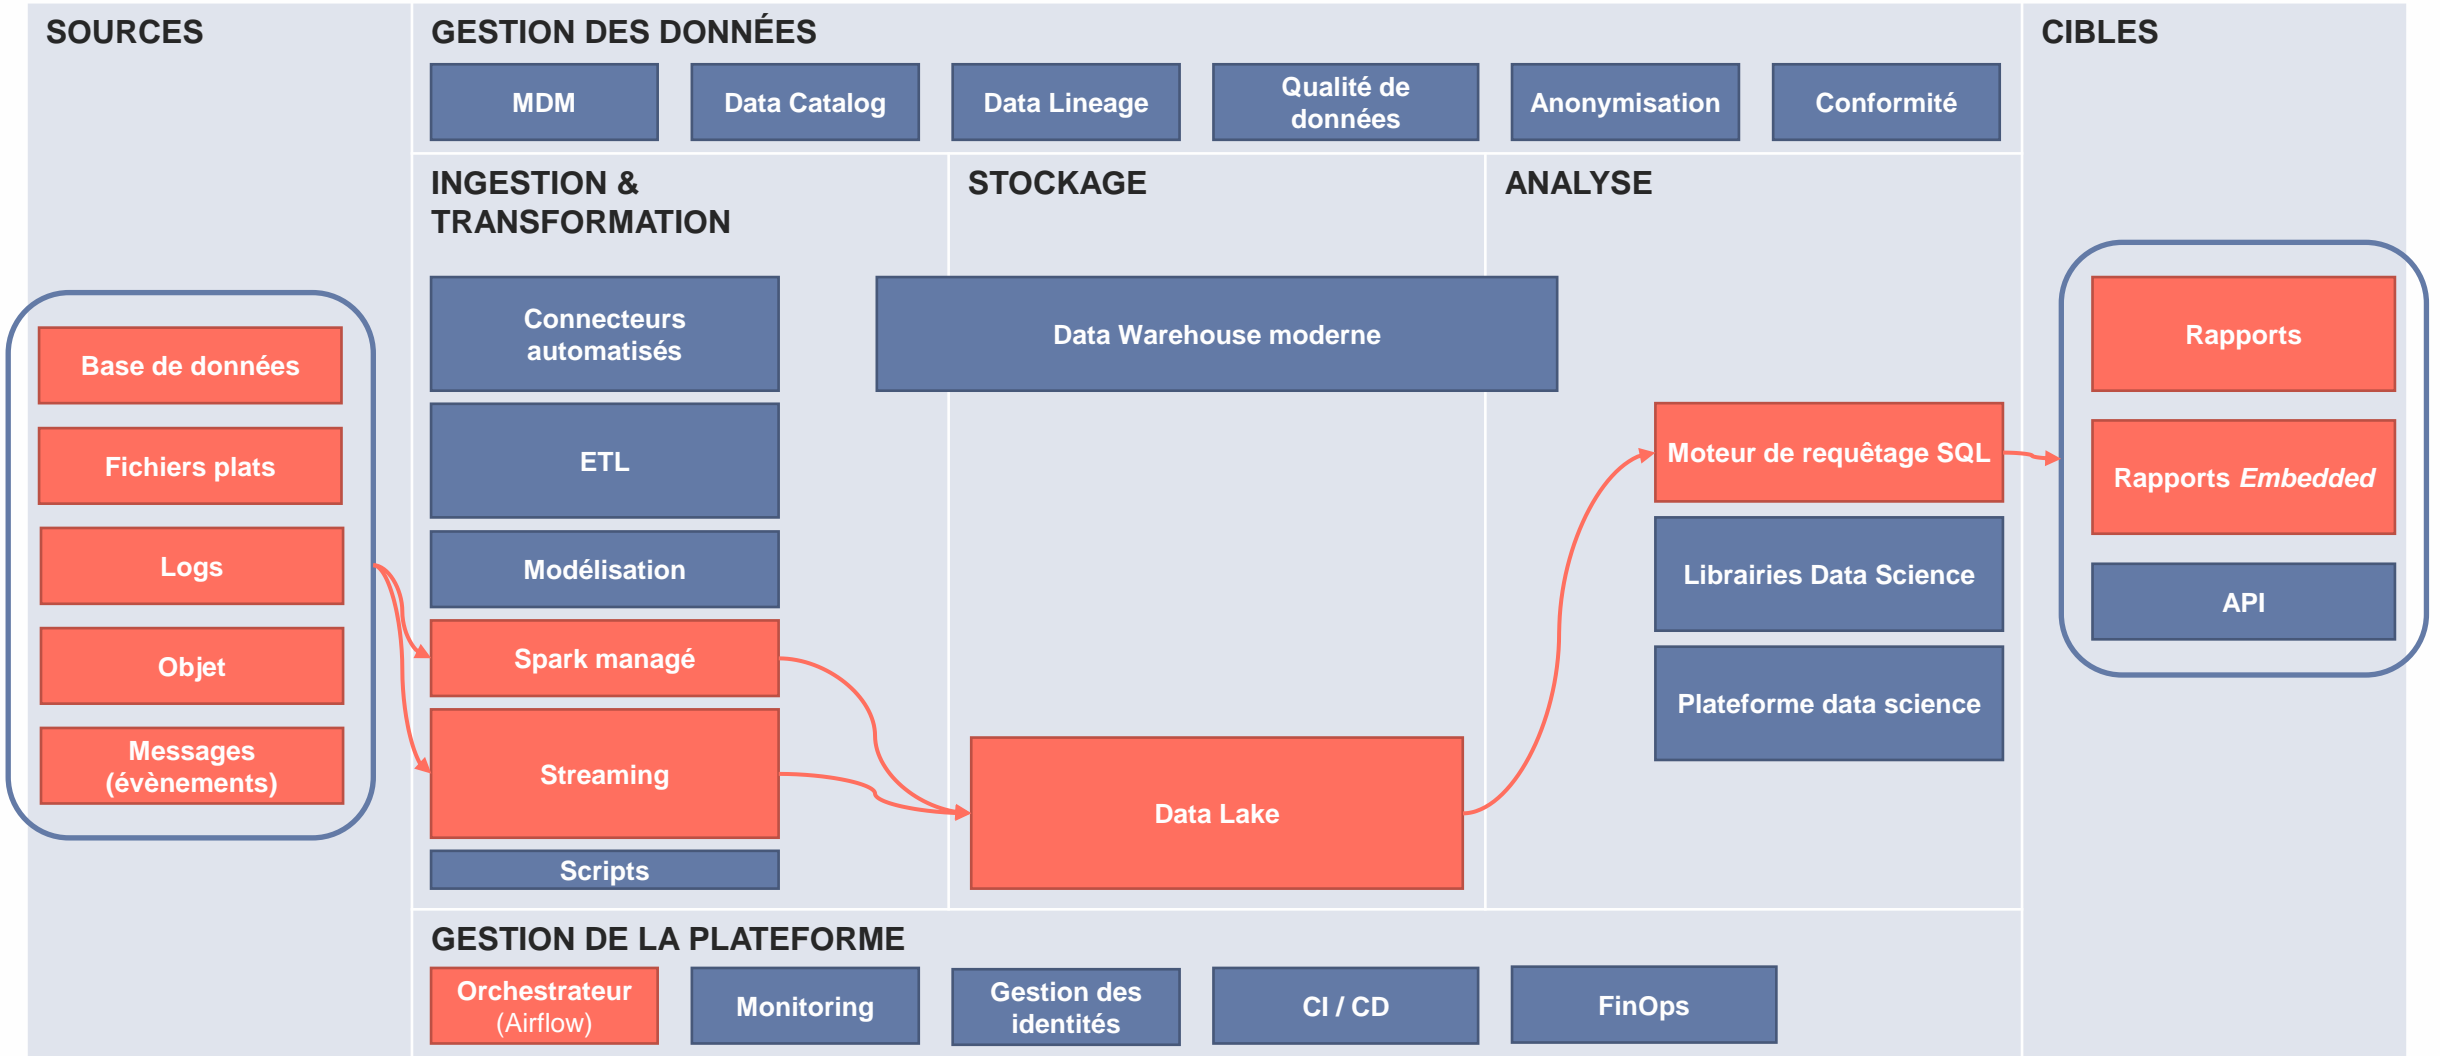 SOURCES
Base de données
Fichiers plats
Logs
Objet
Messages
(évènements)
GESTION DES DONNÉES
MDM
Data Catalog
Data Lineage
Qualité de
données
Anonymisation
Conformité
INGESTION &
TRANSFORMATION
Connecteurs
automatisés
ETL
Modélisation
Spark managé
Streaming
Scripts
STOCKAGE
Data Warehouse moderne
Data Lake
ANALYSE
Moteur de requêtage SQL
Librairies Data Science
Plateforme data science
GESTION DE LA PLATEFORME
Orchestrateur
(Airflow)
Monitoring
Gestion des
identités
CI / CD
FinOps
CIBLES
Rapports
Rapports Embedded
API